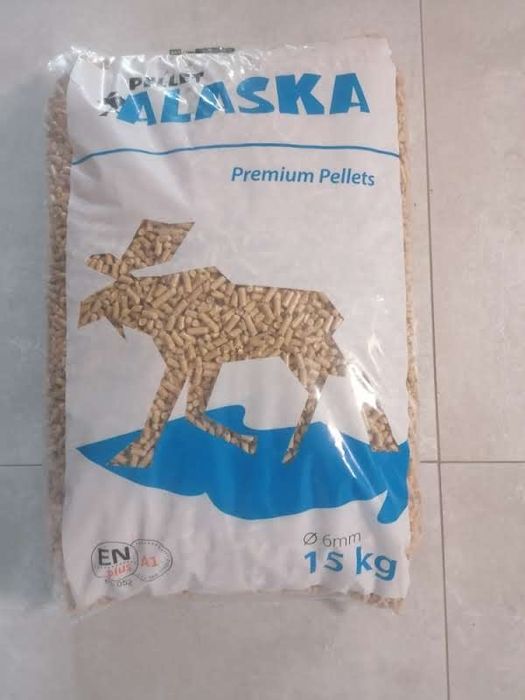 PELLET
ALASKA
Premium Pellets
Ø 6mm
15 kg
EN
plus
A1